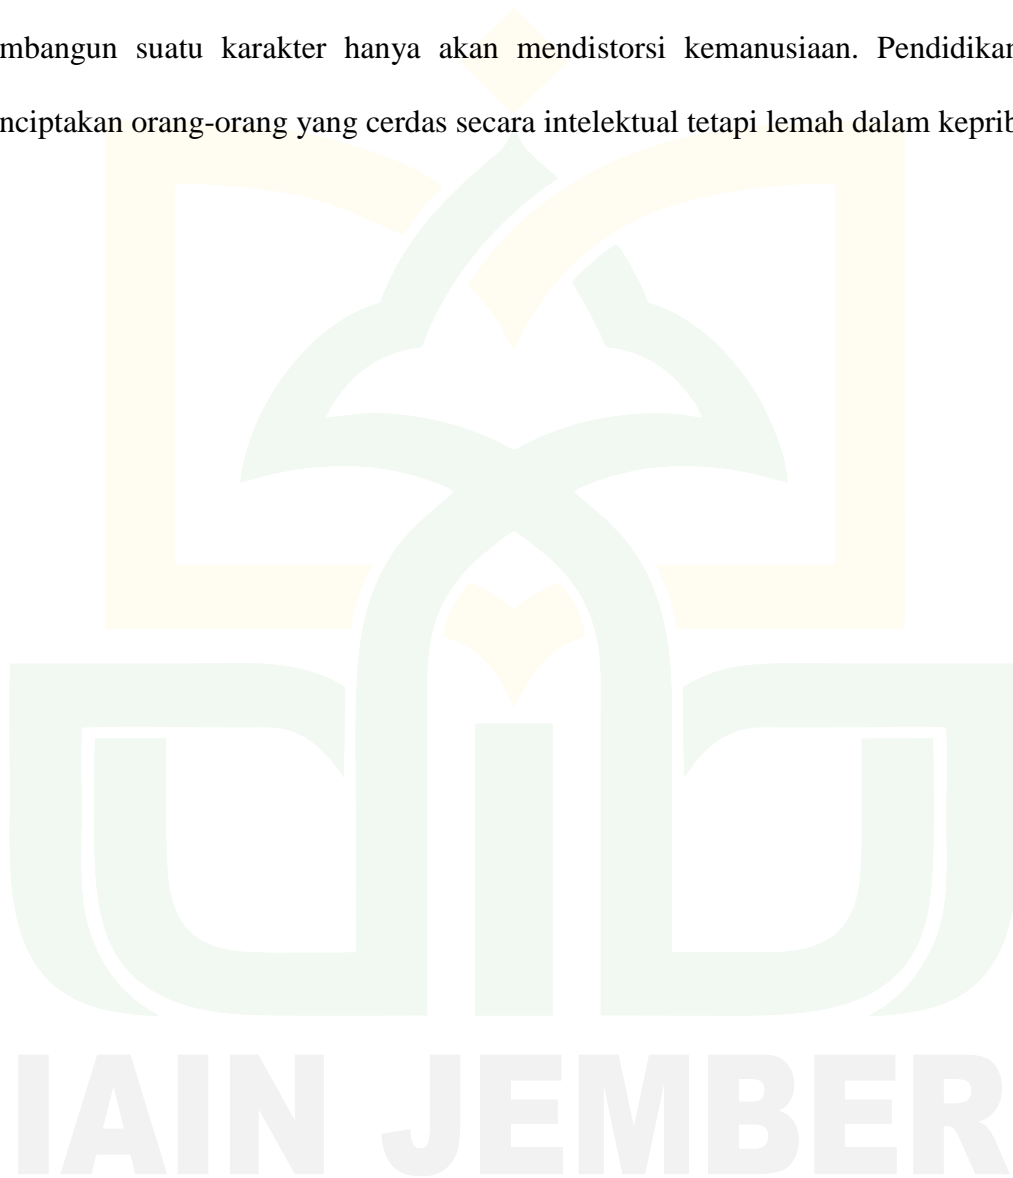 mbangun suatu karakter hanya akan mendistorsi kemanusiaan. Pendidikan
nciptakan orang-orang yang cerdas secara intelektual tetapi lemah dalam keprib
IAIN JEMBER